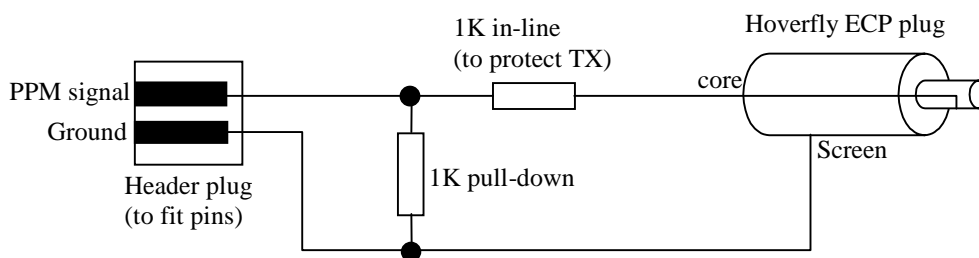 1K in-line
(to protect TX)
Hoverfly ECP plug
PPM signal
core
Ground
Screen
1K pull-down
Header plug
(to fit pins)